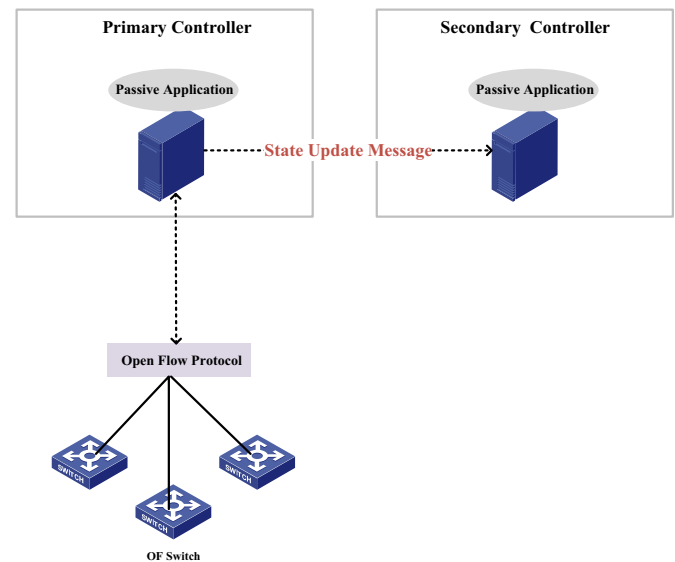 Primary Controller
Secondary Controller
Passive Application
Passive Application
State Update Message
Open Flow Protocol
SWITCH
SWITCH
SWITCH
OF Switch